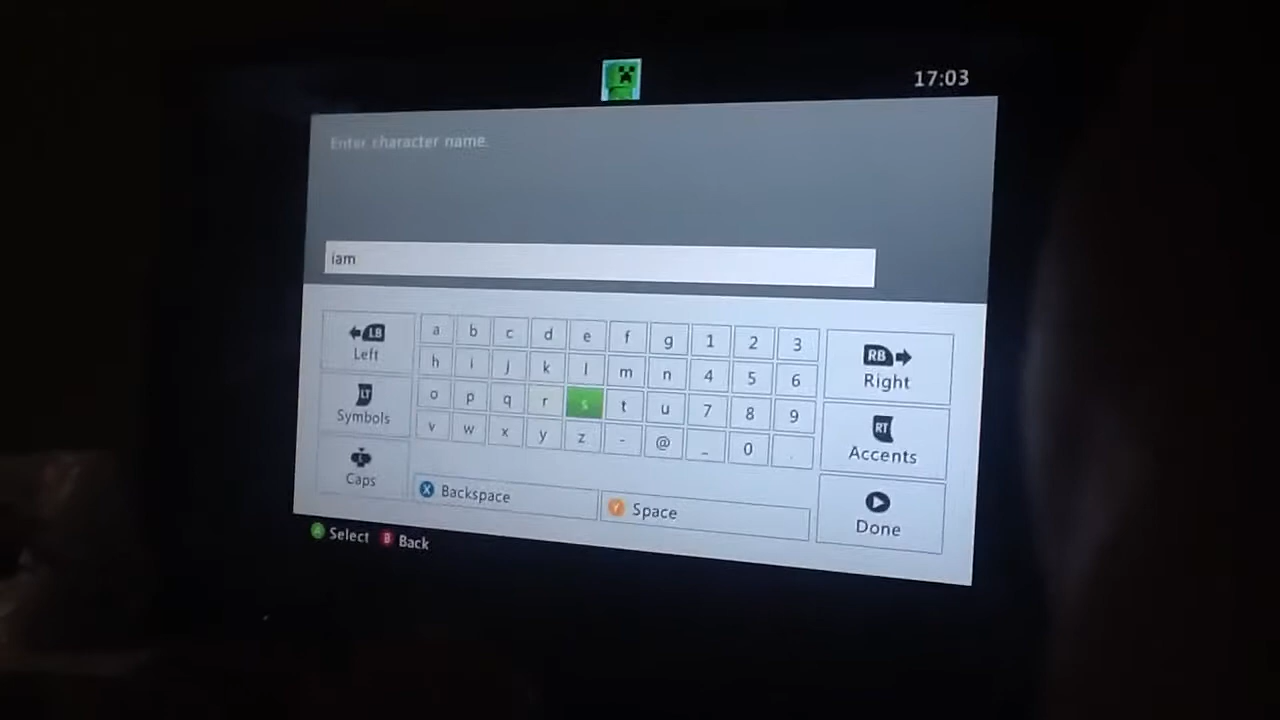 17:03
Enter character name.
iam
LB
Left
a b c d e f g 1 2 3
RB
Right
h i j k l m n 4 5 6
LT
Symbols
o p q r s t u 7 8 9
RT
Accents
v w x y z - @ _ 0 .
L
Caps
X Backspace
Y Space
Done
A Select B Back